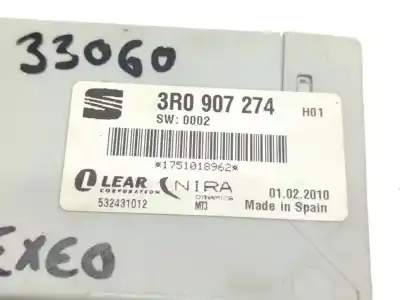 33060
3R0 907 274 H01
SW: 0002
*1751018962*
LEAR NIRA 01.02.2010
CORPORATION DYNAMICS
532431012 MT3 Made in Spain
EXEO